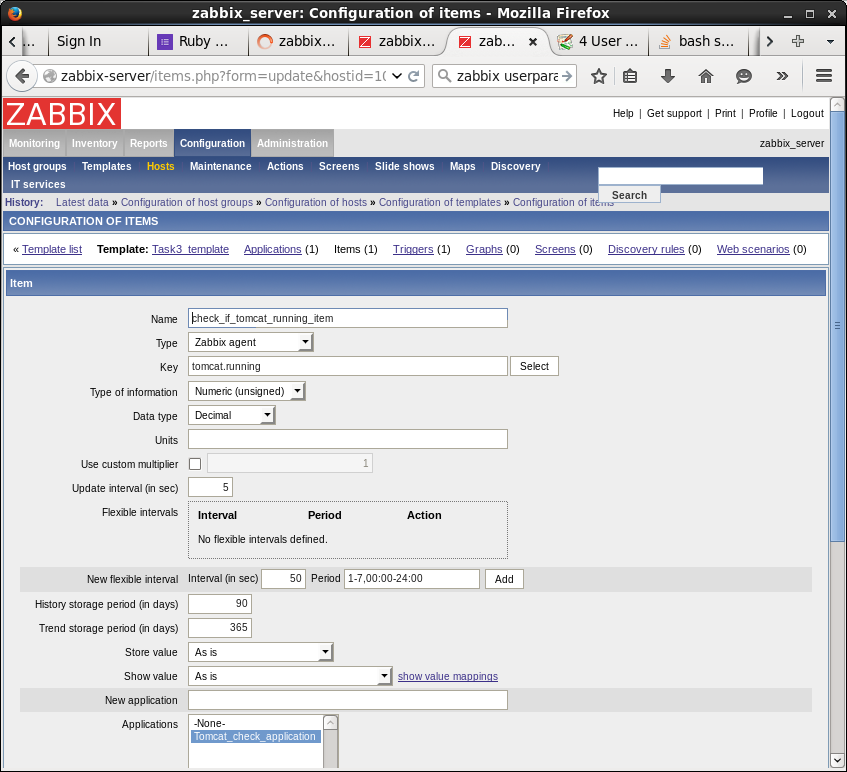 zabbix_server: Configuration of items - Mozilla Firefox
... Sign In Ruby ... zabbix... zabbix... zab... 4 User ... bash s...
zabbix-server/items.php?form=update&hostid=10 zabbix userpara
ZABBIX
Help | Get support | Print | Profile | Logout
Monitoring Inventory Reports Configuration Administration zabbix_server
Host groups Templates Hosts Maintenance Actions Screens Slide shows Maps Discovery
IT services
Search
History: Latest data » Configuration of host groups » Configuration of hosts » Configuration of templates » Configuration of items
CONFIGURATION OF ITEMS
« Template list Template: Task3_template Applications (1) Items (1) Triggers (1) Graphs (0) Screens (0) Discovery rules (0) Web scenarios (0)
Item
Name check_if_tomcat_running_item
Type Zabbix agent
Key tomcat.running Select
Type of information Numeric (unsigned)
Data type Decimal
Units
Use custom multiplier 1
Update interval (in sec) 5
Flexible intervals Interval Period Action
No flexible intervals defined.
New flexible interval Interval (in sec) 50 Period 1-7,00:00-24:00 Add
History storage period (in days) 90
Trend storage period (in days) 365
Store value As is
Show value As is show value mappings
New application
Applications -None-
Tomcat_check_application